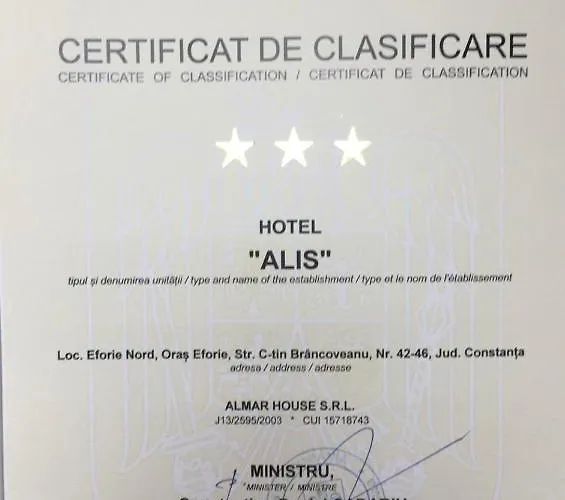 CERTIFICAT DE CLASIFICARE
CERTIFICATE OF CLASSIFICATION / CERTIFICAT DE CLASSIFICATION
HOTEL
"ALIS"
tipul și denumirea unității / type and name of the establishment / type et le nom de l'établissement
Loc. Eforie Nord, Oraș Eforie, Str. C-tin Brâncoveanu, Nr. 42-46, Jud. Constanța
adresa / address / adresse
ALMAR HOUSE S.R.L.
J13/2595/2003 * CUI 15718743
MINISTRU,
MINISTER / MINISTRE